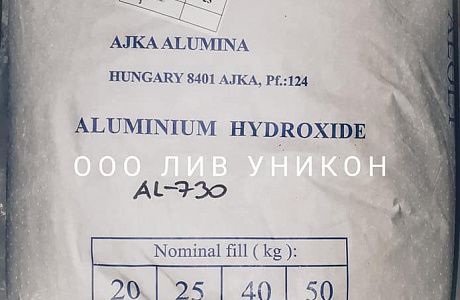 AJKA ALUMINA
HUNGARY 8401 AJKA, Pf.:124
ALUMINIUM HYDROXIDE
ООО ЛИВ УНИКОН
AL-730
Nominal fill ( kg ):
20 25 40 50